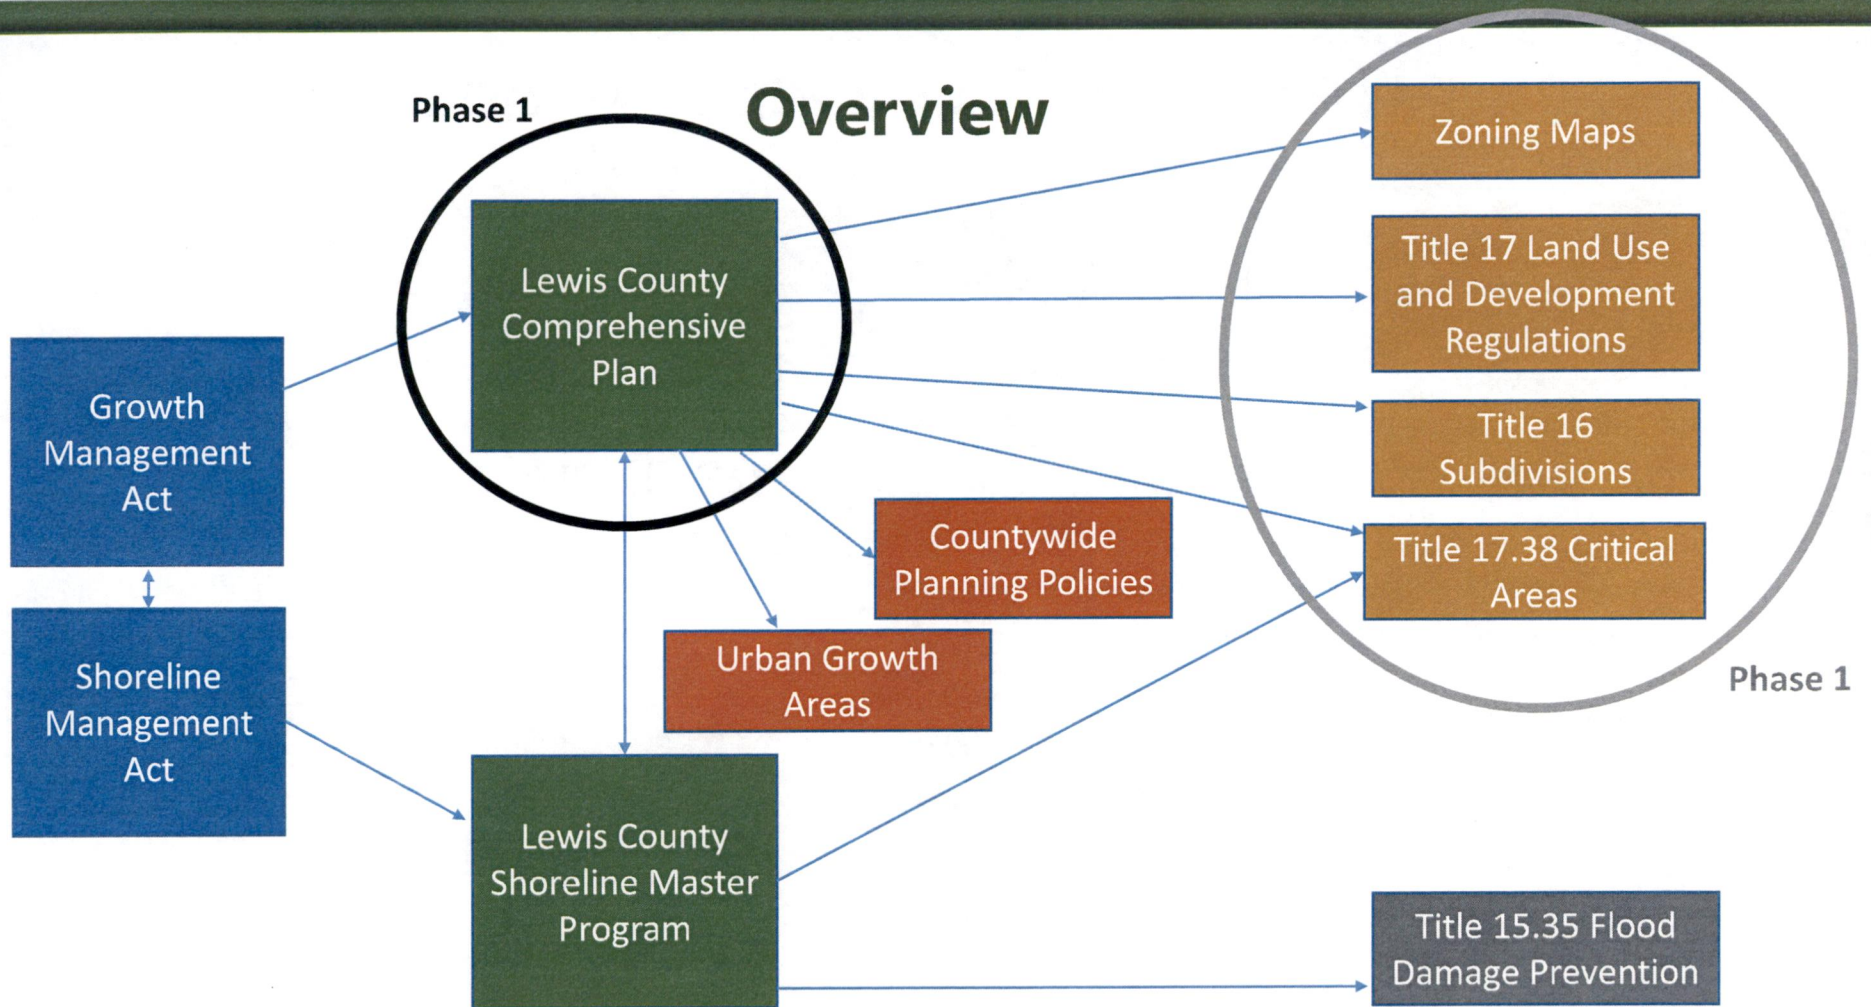 Overview
Phase 1
Lewis County
Comprehensive
Plan
Growth
Management
Act
Shoreline
Management
Act
Lewis County
Shoreline Master
Program
Countywide
Planning Policies
Urban Growth
Areas
Zoning Maps
Title 17 Land Use
and Development
Regulations
Title 16
Subdivisions
Title 17.38 Critical
Areas
Phase 1
Title 15.35 Flood
Damage Prevention